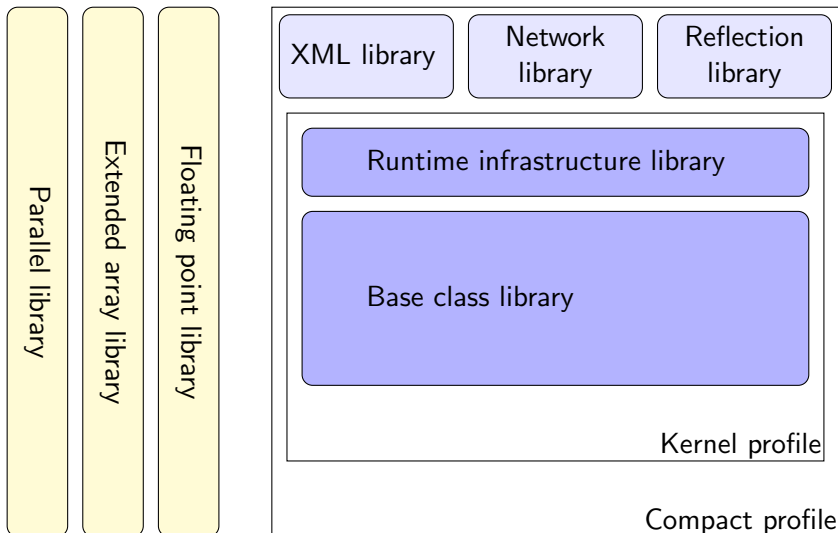 Parallel library
Extended array library
Floating point library
XML library
Network
library
Reflection
library
Runtime infrastructure library
Base class library
Kernel profile
Compact profile